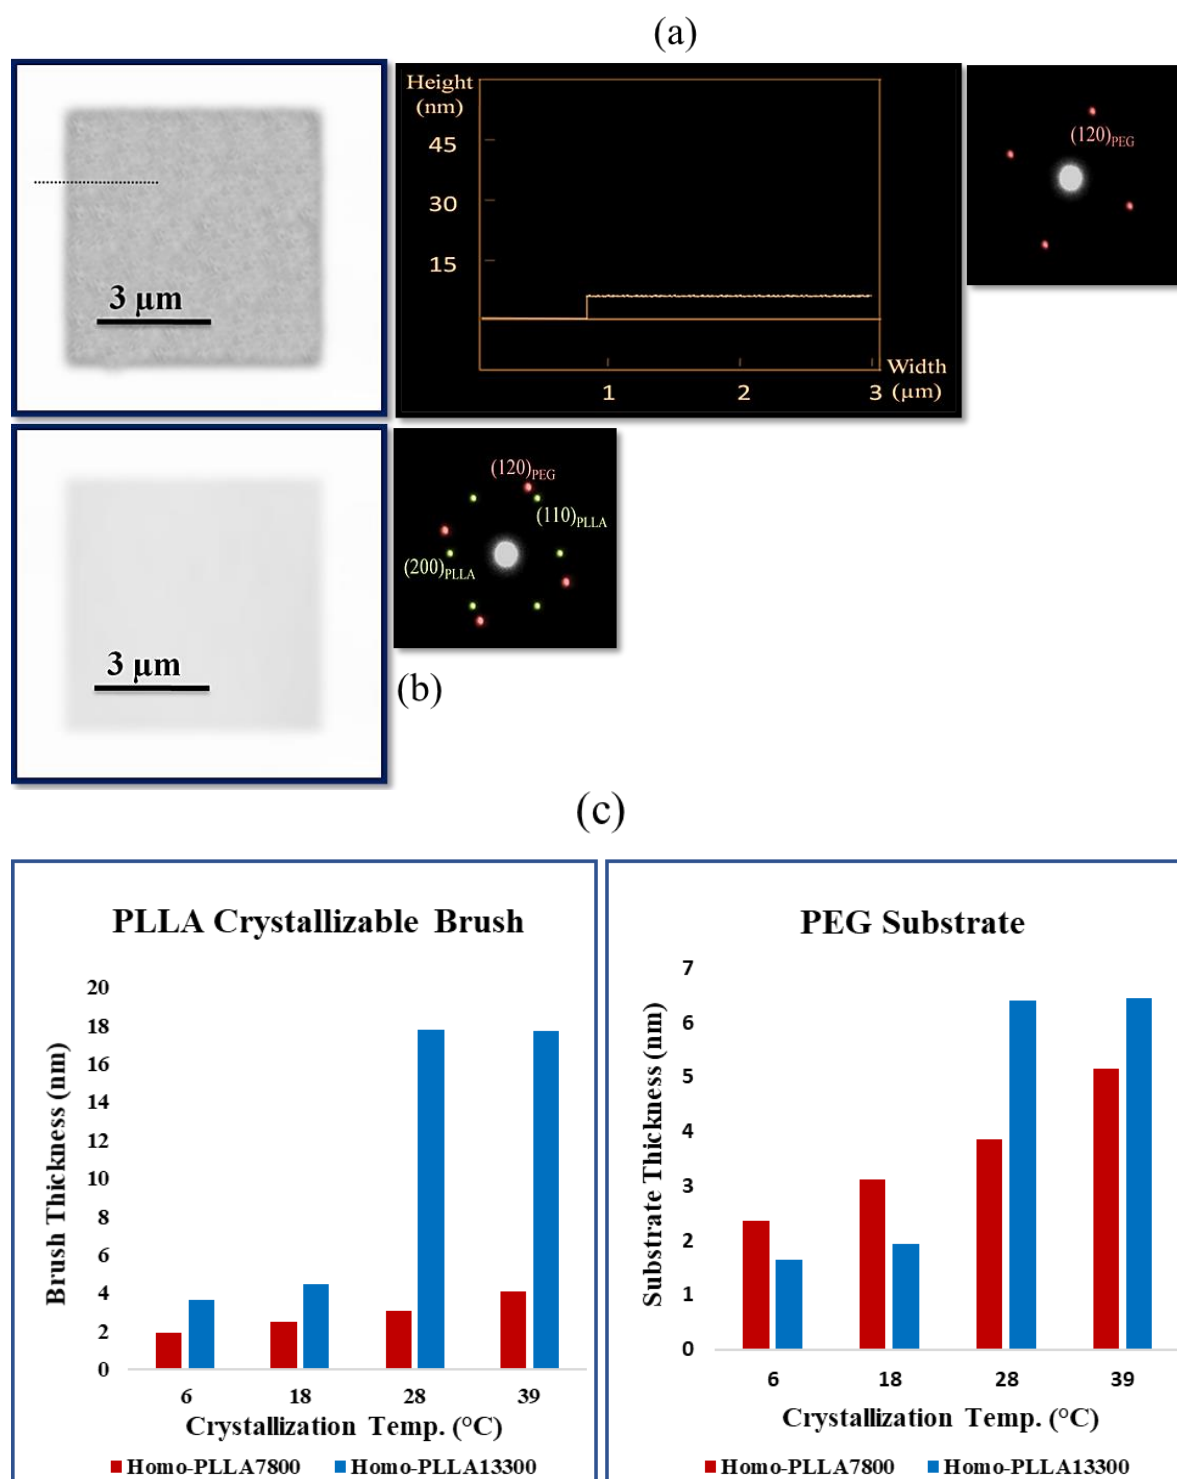 (a)
3 µm
Height
(nm)
45
30
15
1
2
3
Width
(µm)
(120)PEG
3 µm
(120)PEG
(110)PLLA
(200)PLLA
(b)
(c)
PLLA Crystallizable Brush
Brush Thickness (nm)
20
18
16
14
12
10
8
6
4
2
0
6 18 28 39
Crystallization Temp. (°C)
Homo-PLLA7800 Homo-PLLA13300
PEG Substrate
Substrate Thickness (nm)
7
6
5
4
3
2
1
0
6 18 28 39
Crystallization Temp. (°C)
Homo-PLLA7800 Homo-PLLA13300